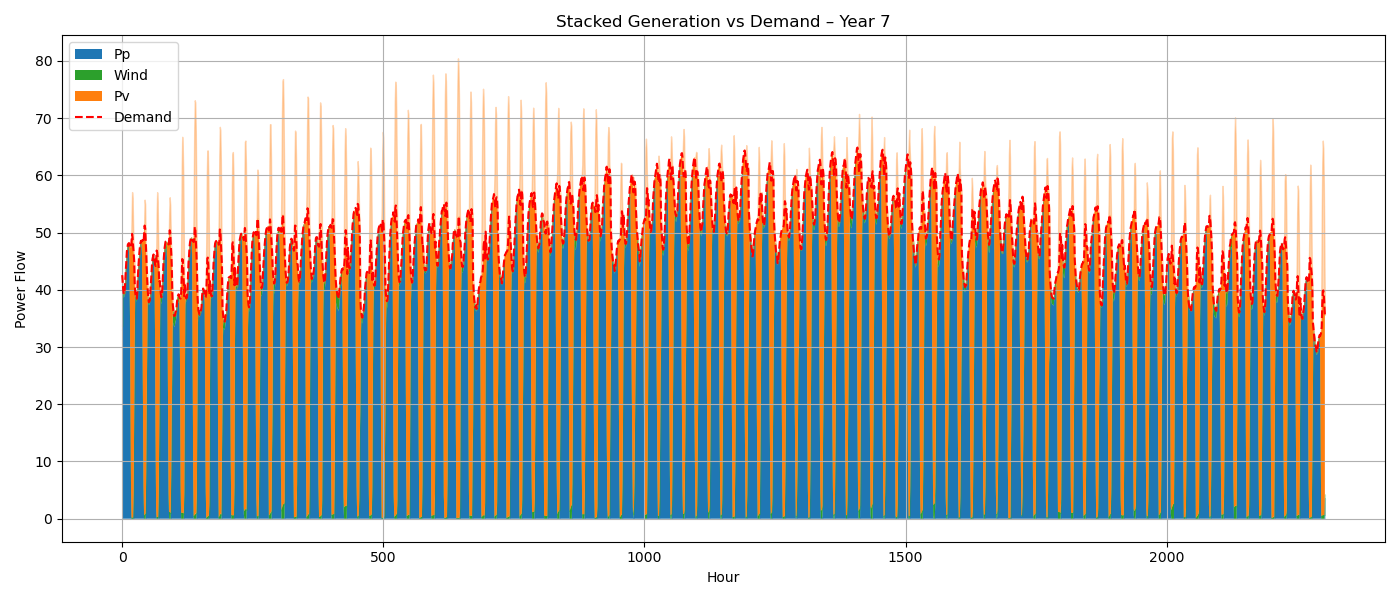 Stacked Generation vs Demand – Year 7
Pp
Wind
Pv
Demand
Power Flow
80
70
60
50
40
30
20
10
0
0 500 1000 1500 2000
Hour